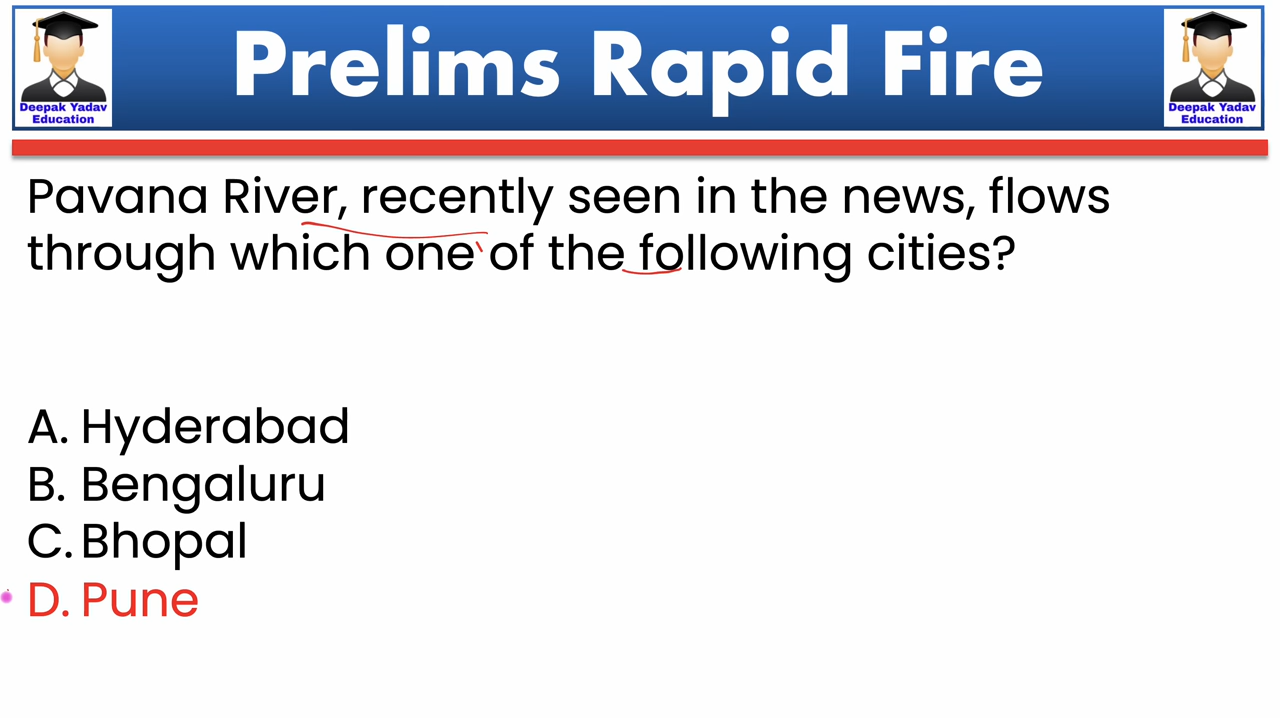 Prelims Rapid Fire
Deepak Yadav
Education
Deepak Yadav
Education
Pavana River, recently seen in the news, flows
through which one of the following cities?
A. Hyderabad
B. Bengaluru
C. Bhopal
D. Pune